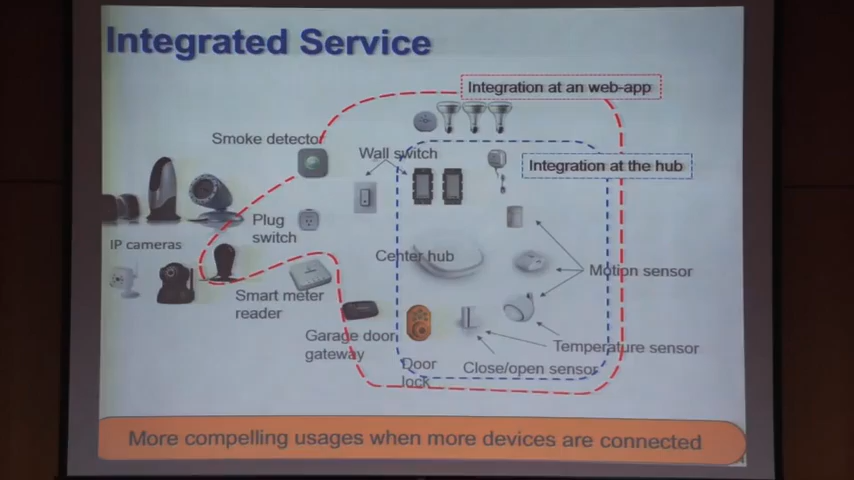 Integrated Service
Integration at an web-app
Smoke detector
Wall switch
Integration at the hub
Plug
switch
IP cameras
Center hub
Motion sensor
Smart meter
reader
Garage door
gateway
Temperature sensor
Door
lock
Close/open sensor
More compelling usages when more devices are connected